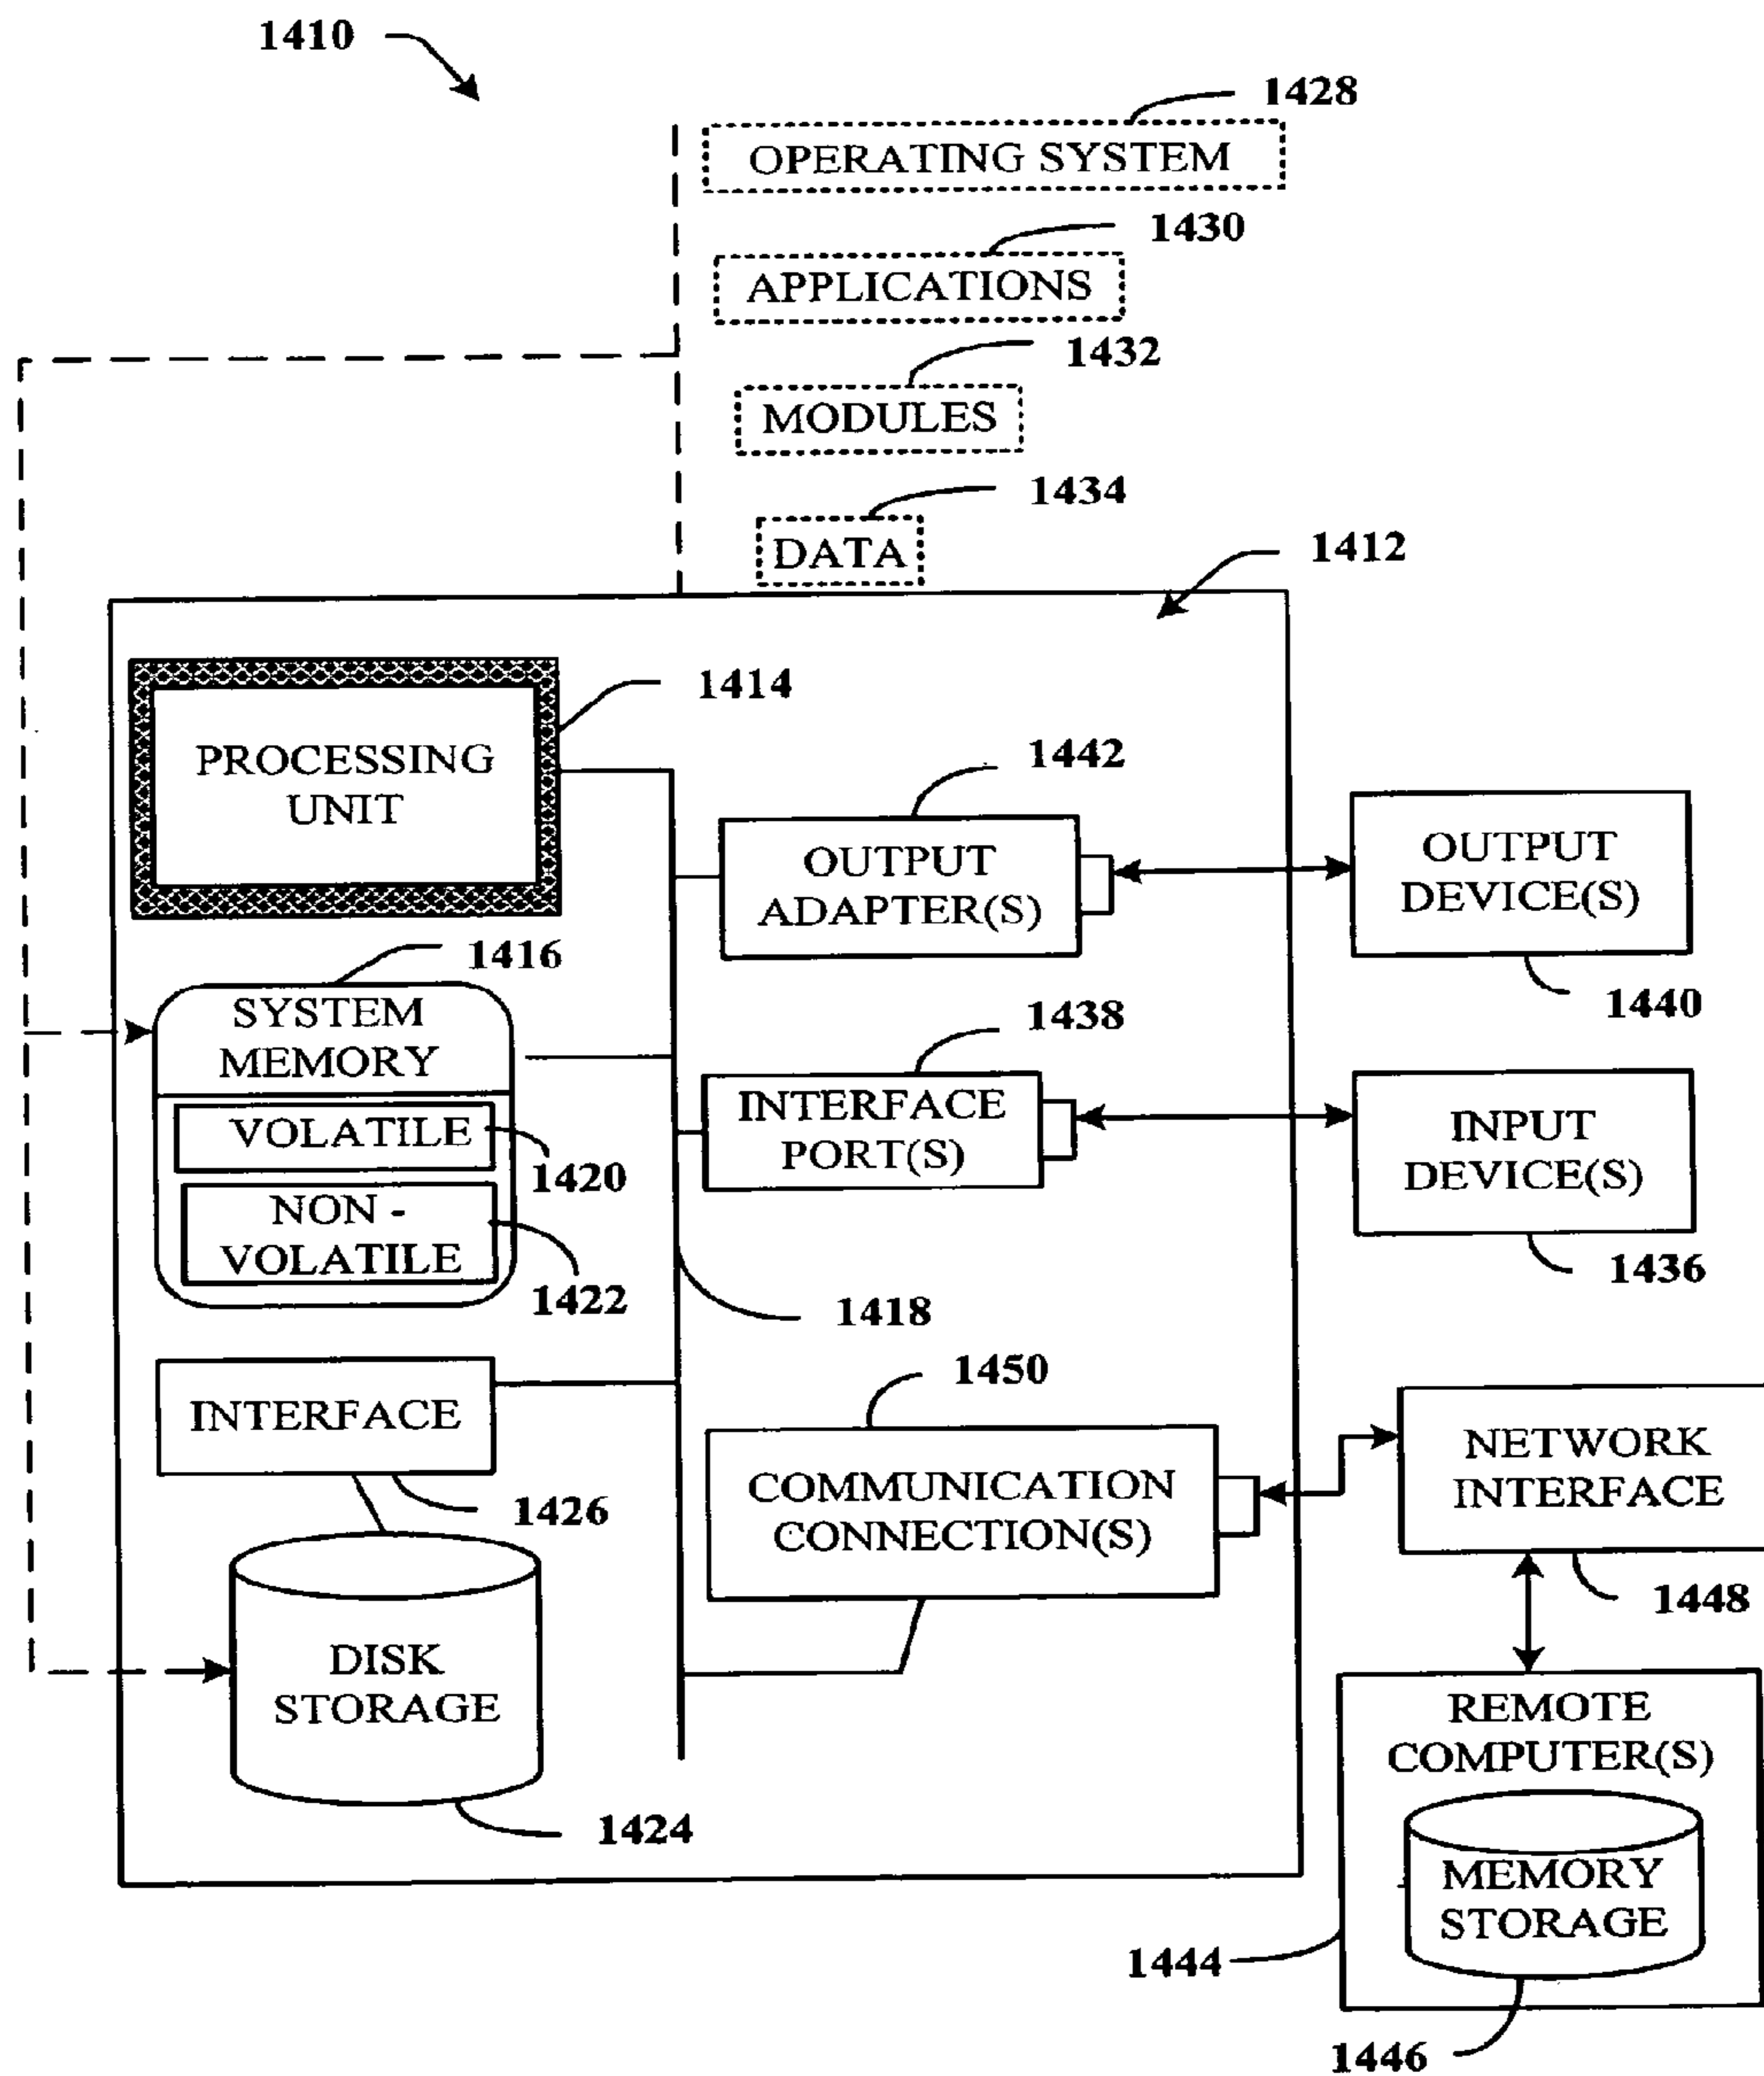 1410
1428
OPERATING SYSTEM
1430
APPLICATIONS
1432
MODULES
1434
DATA
1412
1414
PROCESSING
UNIT
1442
OUTPUT
ADAPTER(S)
OUTPUT
DEVICE(S)
1440
1416
SYSTEM
MEMORY
VOLATILE
1420
NON -
VOLATILE
1422
1438
INTERFACE
PORT(S)
INPUT
DEVICE(S)
1436
1418
INTERFACE
1426
1450
COMMUNICATION
CONNECTION(S)
NETWORK
INTERFACE
1448
DISK
STORAGE
1424
REMOTE
COMPUTER(S)
MEMORY
STORAGE
1444
1446